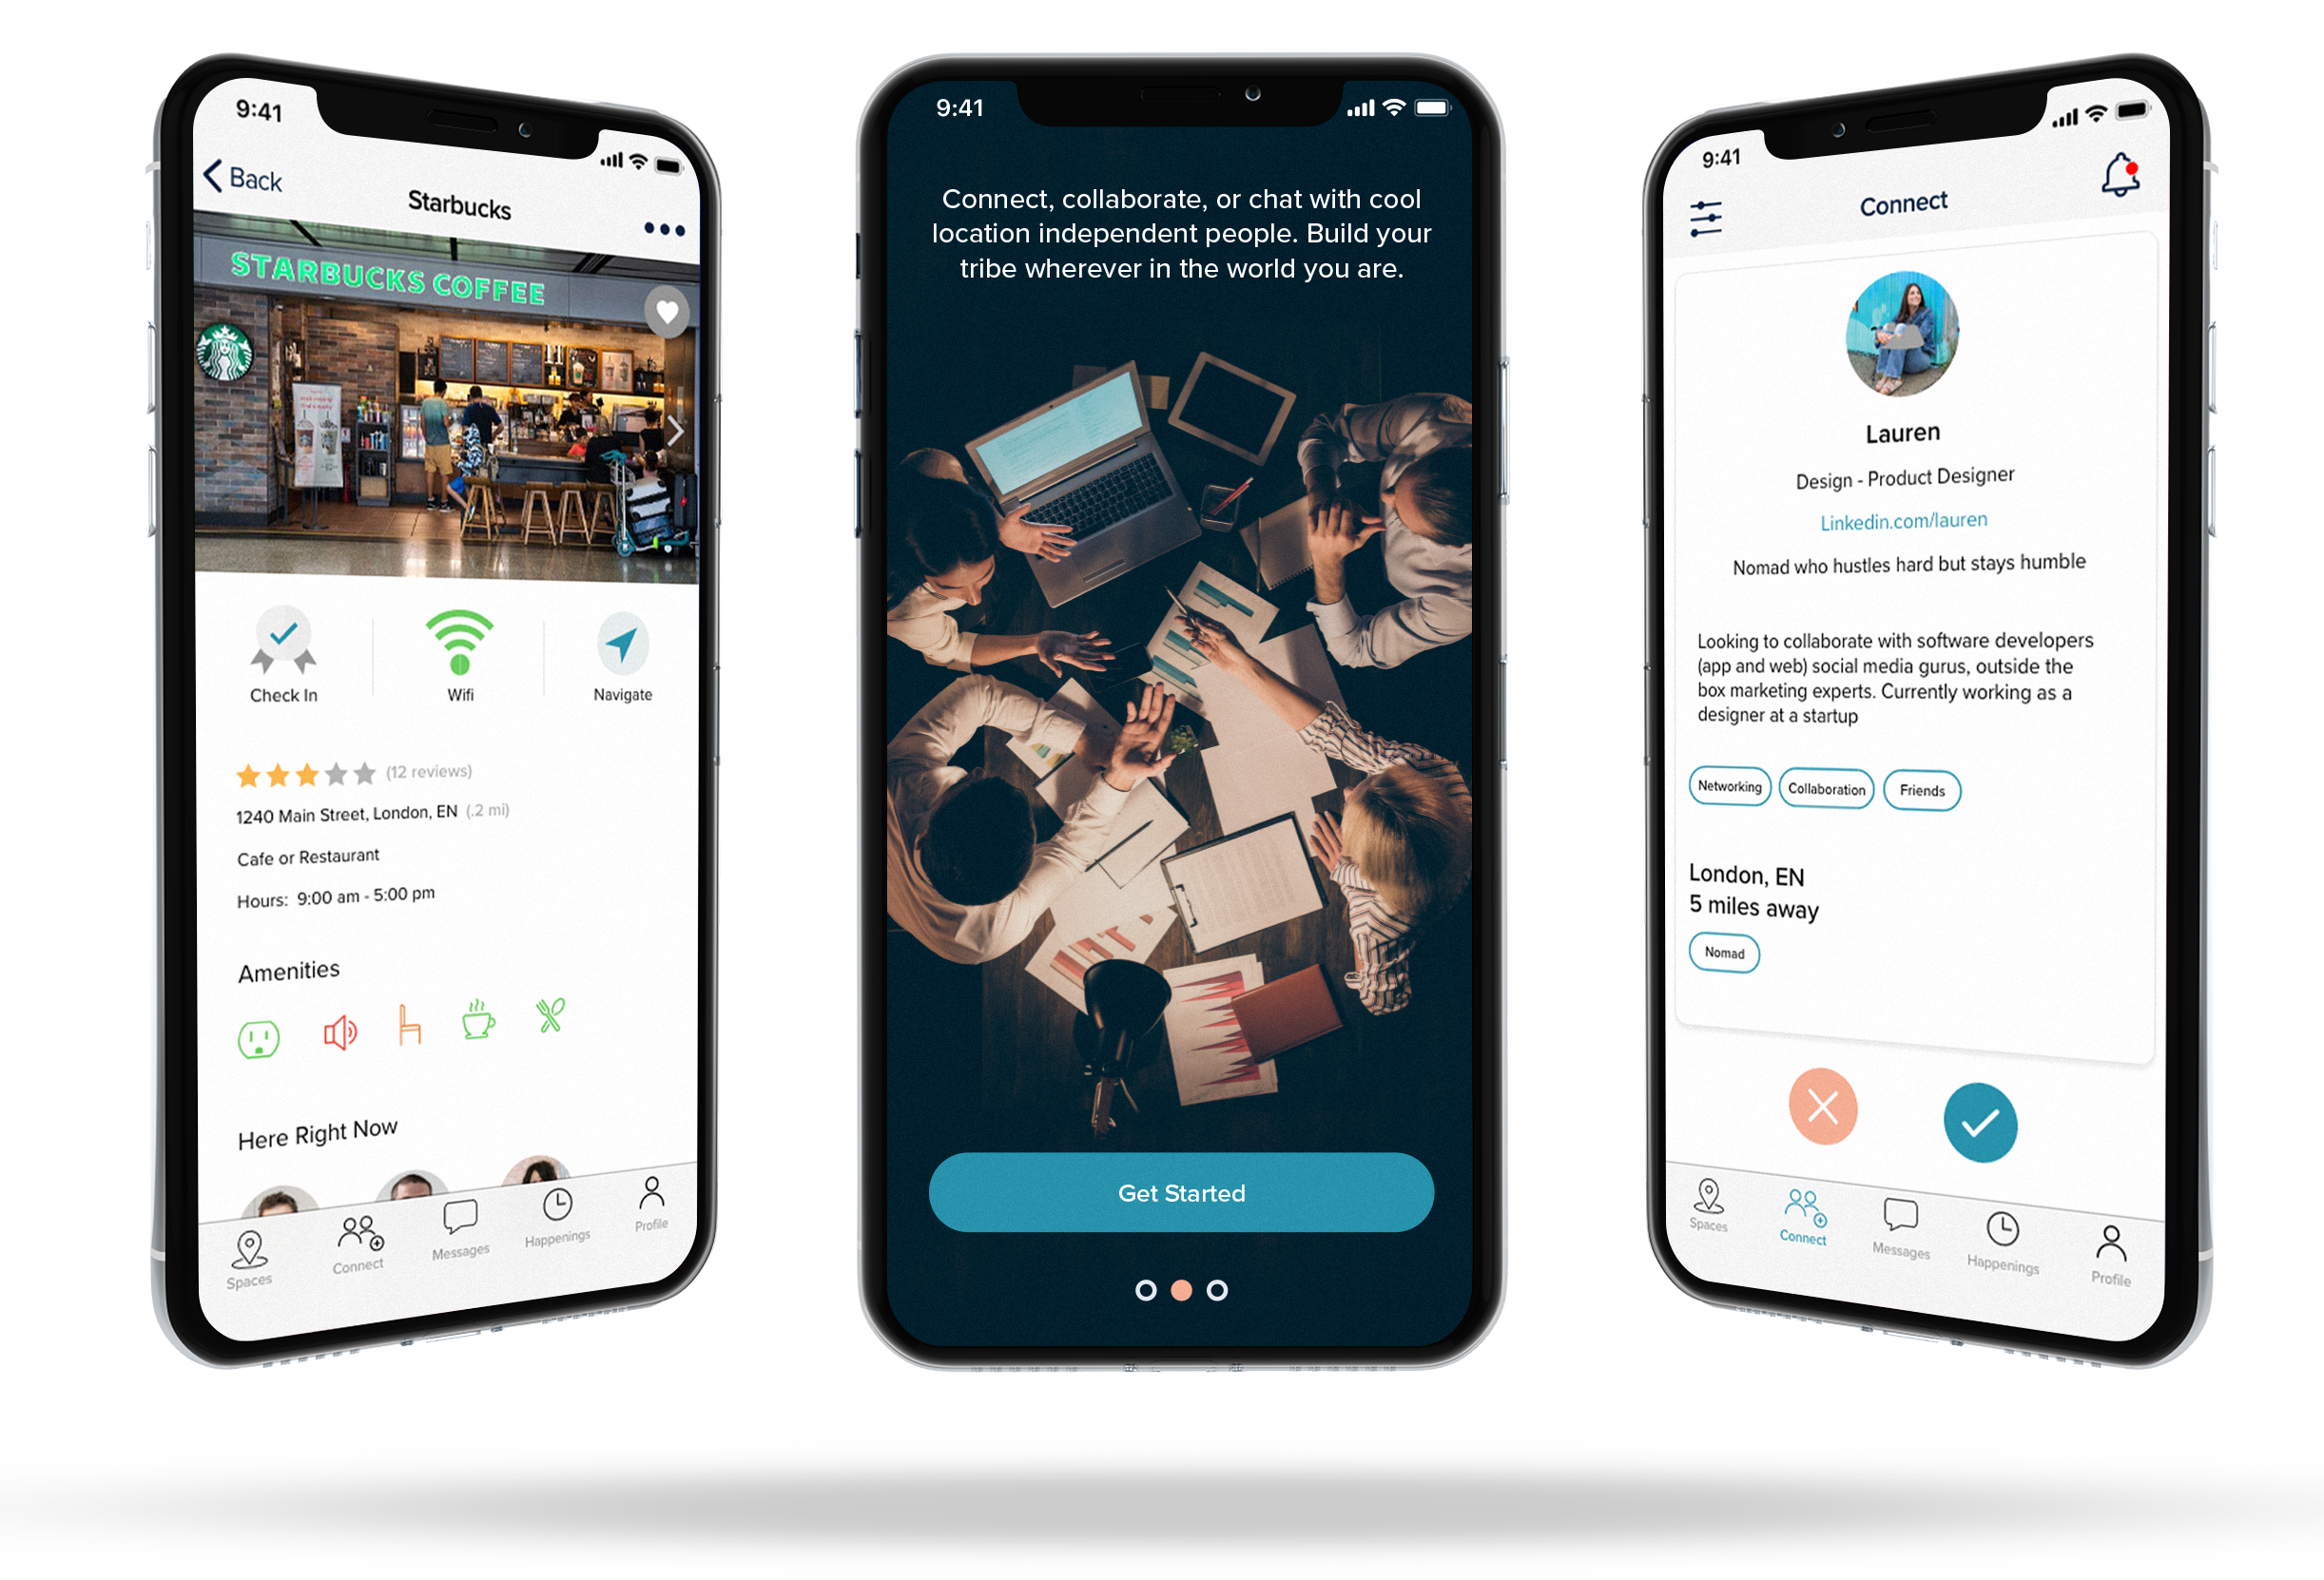 9:41
Back
Starbucks
STARBUCKS COFFEE
Check In
Wifi
Navigate
(12 reviews)
1240 Main Street, London, EN (.2 mi)
Cafe or Restaurant
Hours: 9:00 am - 5:00 pm
Amenities
Here Right Now
Spaces
Connect
Messages
Happenings
Profile
9:41
Connect, collaborate, or chat with cool
location independent people. Build your
tribe wherever in the world you are.
Get Started
9:41
Connect
Lauren
Design - Product Designer
Linkedin.com/lauren
Nomad who hustles hard but stays humble
Looking to collaborate with software developers
(app and web) social media gurus, outside the
box marketing experts. Currently working as a
designer at a startup
Networking
Collaboration
Friends
London, EN
5 miles away
Nomad
Spaces
Connect
Messages
Happenings
Profile